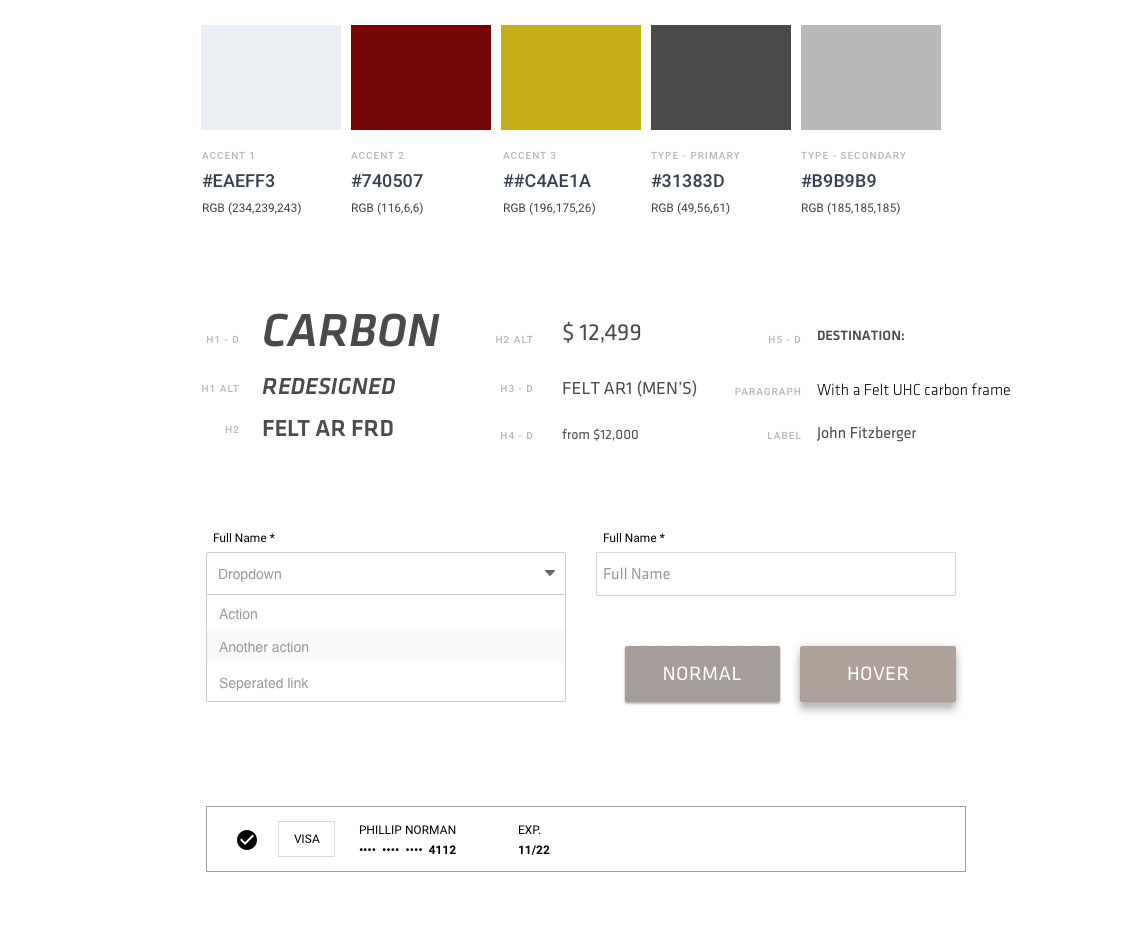 ACCENT 1
ACCENT 2
ACCENT 3
TYPE - PRIMARY
TYPE - SECONDARY
#EAEFF3
#740507
##C4AE1A
#31383D
#B9B9B9
RGB (234,239,243)
RGB (116,6,6)
RGB (196,175,26)
RGB (49,56,61)
RGB (185,185,185)
H1 - D
CARBON
H2 ALT
$ 12,499
H5 - D
DESTINATION:
H1 ALT
REDESIGNED
H3 - D
FELT AR1 (MEN'S)
PARAGRAPH
With a Felt UHC carbon frame
H2
FELT AR FRD
H4 - D
from $12,000
LABEL
John Fitzberger
Full Name *
Dropdown
Action
Another action
Seperated link
Full Name *
Full Name
NORMAL
HOVER
VISA
PHILLIP NORMAN
•••• •••• •••• 4112
EXP.
11/22